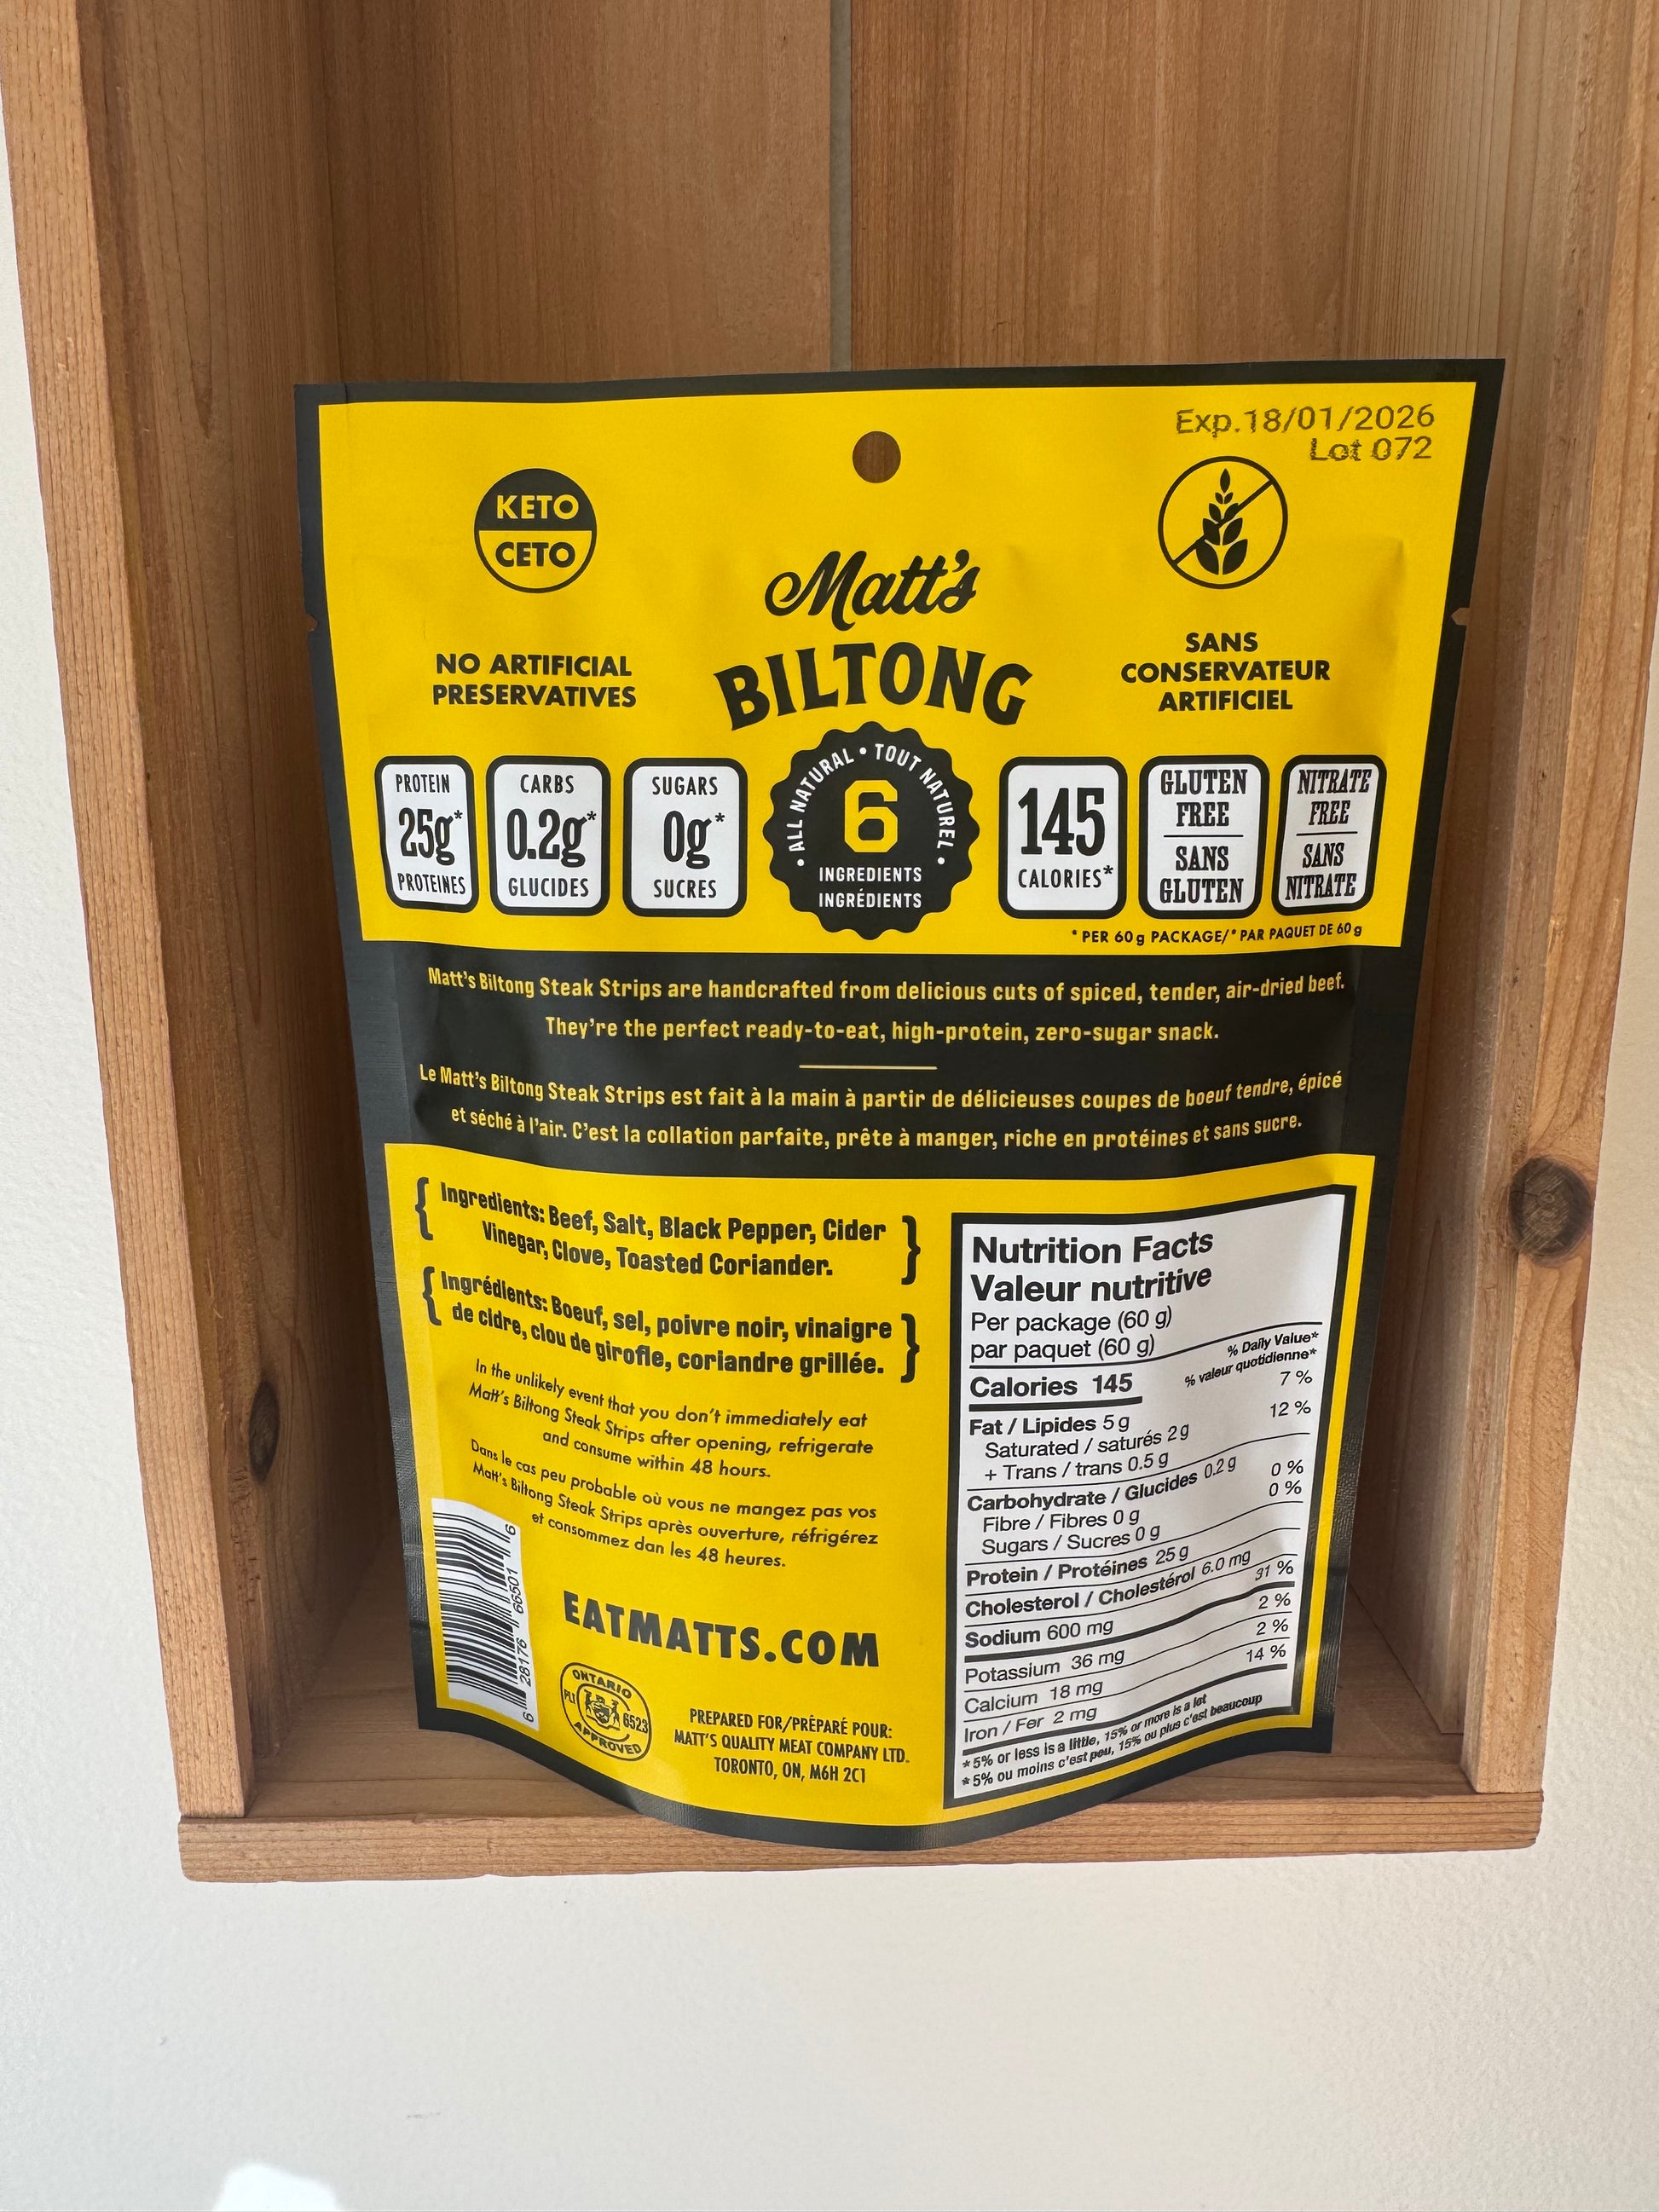 Exp.18/01/2026
Lot 072
KETO
CETO
NO ARTIFICIAL
PRESERVATIVES
Matt's
BILTONG
SANS
CONSERVATEUR
ARTIFICIEL
PROTEIN
25g*
PROTEINES
CARBS
0.2g*
GLUCIDES
SUGARS
0g*
SUCRES
• ALL NATURAL • TOUT NATUREL •
6
INGREDIENTS
INGRÉDIENTS
145
CALORIES*
GLUTEN
FREE
SANS
GLUTEN
NITRATE
FREE
SANS
NITRATE
* PER 60g PACKAGE/* PAR PAQUET DE 60g
Matt's Biltong Steak Strips are handcrafted from delicious cuts of spiced, tender, air-dried beef.
They're the perfect ready-to-eat, high-protein, zero-sugar snack.
Le Matt's Biltong Steak Strips est fait à la main à partir de délicieuses coupes de boeuf tendre, épicé
et séché à l'air. C'est la collation parfaite, prête à manger, riche en protéines et sans sucre.
{ Ingredients: Beef, Salt, Black Pepper, Cider
Vinegar, Clove, Toasted Coriander. }
{ Ingrédients: Boeuf, sel, poivre noir, vinaigre
de cidre, clou de girofle, coriandre grillée. }
In the unlikely event that you don't immediately eat
Matt's Biltong Steak Strips after opening, refrigerate
and consume within 48 hours.
Dans le cas peu probable où vous ne mangez pas vos
Matt's Biltong Steak Strips après ouverture, réfrigérez
et consommez dan les 48 heures.
6 28176 66501 6
EATMATTS.COM
ONTARIO
PLT 6523
APPROVED
PREPARED FOR/PRÉPARÉ POUR:
MATT'S QUALITY MEAT COMPANY LTD.
TORONTO, ON, M6H 2C1
Nutrition Facts
Valeur nutritive
Per package (60 g)
par paquet (60 g)
% Daily Value*
% valeur quotidienne*
Calories 145
Fat / Lipides 5 g 7 %
Saturated / saturés 2 g 12 %
+ Trans / trans 0.5 g
Carbohydrate / Glucides 0.2 g
Fibre / Fibres 0 g 0 %
Sugars / Sucres 0 g 0 %
Protein / Protéines 25 g
Cholesterol / Cholestérol 6.0 mg
Sodium 600 mg 31 %
Potassium 36 mg 2 %
Calcium 18 mg 2 %
Iron / Fer 2 mg 14 %
*5% or less is a little, 15% or more is a lot
*5% ou moins c'est peu, 15% ou plus c'est beaucoup